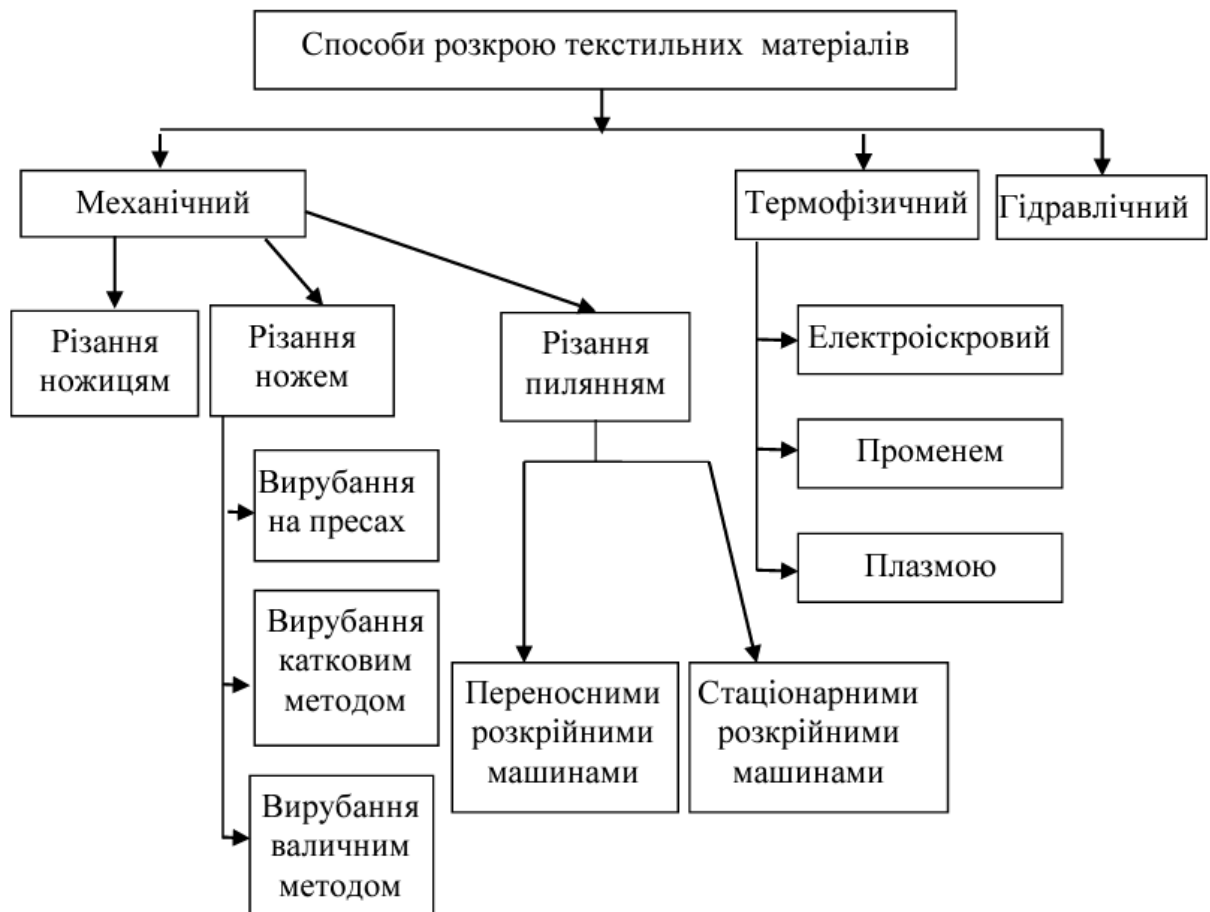 Способи розкрою текстильних матеріалів
Механічний
Термофізичний
Гідравлічний
Різання
ножицям
Різання
ножем
Різання
пилянням
Електроіскровий
Променем
Плазмою
Вирубання
на пресах
Вирубання
катковим
методом
Вирубання
валичним
методом
Переносними
розкрійними
машинами
Стаціонарними
розкрійними
машинами